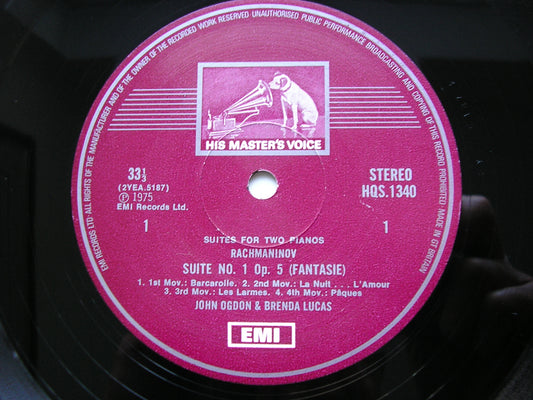 EMI RECORDS LTD· ALL RIGHTS OF THE MANUFACTURER AND OF THE OWNER OF THE RECORDED WORK RESERVED· UNAUTHORISED PUBLIC PERFORMANCE BROADCASTING AND COPYING OF THIS RECORD PROHIBITED· MADE IN GT BRITAIN
HIS MASTER'S VOICE
33⅓
(2YEA.5187)
Ⓟ 1975
EMI Records Ltd.
STEREO
HQS.1340
1
1
SUITES FOR TWO PIANOS
RACHMANINOV
SUITE NO. 1 Op. 5 (FANTASIE)
1. 1st Mov.: Barcarolle. 2. 2nd Mov.: La Nuit . . . L'Amour
3. 3rd Mov.: Les Larmes. 4. 4th Mov.: Pâques
JOHN OGDON & BRENDA LUCAS
EMI